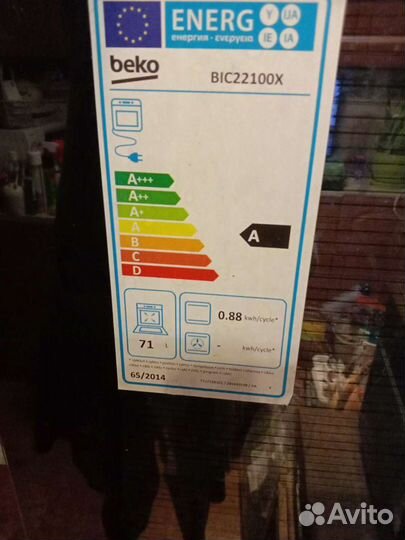 ENERG Y IJA
енергия · ενεργεια IE IA
beko BIC22100X
A+++
A++
A+
A
B
C
D
A
71 L
0.88 kWh/cycle*
- kWh/cycle*
65/2014
Avito